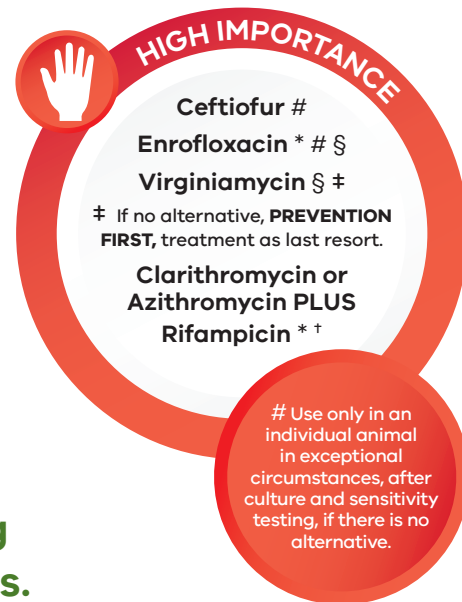 HIGH IMPORTANCE
Ceftiofur #
Enrofloxacin * # §
Virginiamycin § ‡
‡ If no alternative, PREVENTION
FIRST, treatment as last resort.
Clarithromycin or
Azithromycin PLUS
Rifampicin * †
# Use only in an
individual animal
in exceptional
circumstances, after
culture and sensitivity
testing, if there is no
alternative.
g
s.